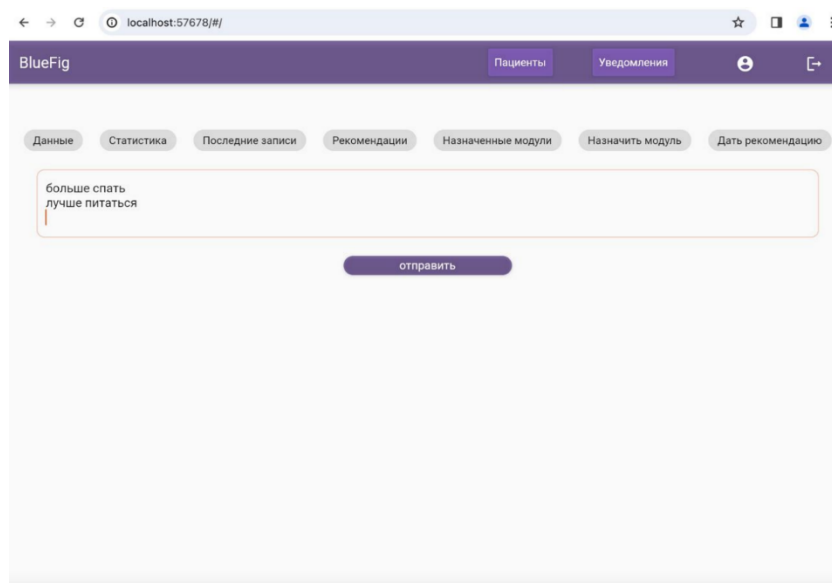 localhost:57678/#/
BlueFig
Пациенты
Уведомления
Данные
Статистика
Последние записи
Рекомендации
Назначенные модули
Назначить модуль
Дать рекомендацию
больше спать
лучше питаться
отправить